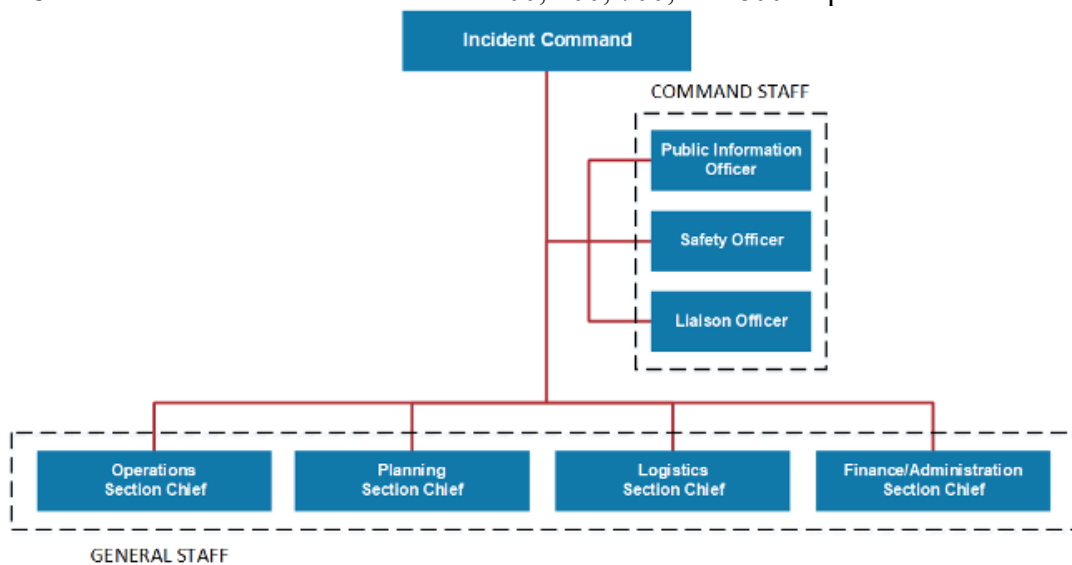 Incident Command
COMMAND STAFF
Public Information
Officer
Safety Officer
Liaison Officer
Operations
Section Chief
Planning
Section Chief
Logistics
Section Chief
Finance/Administration
Section Chief
GENERAL STAFF